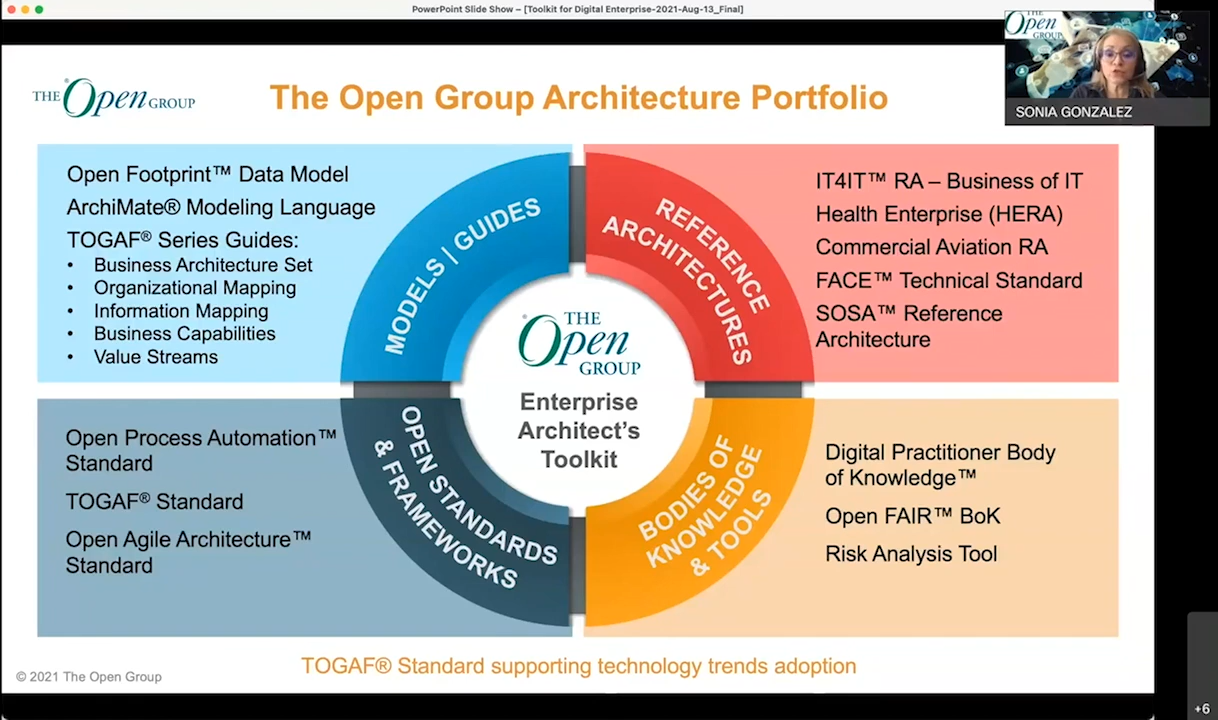 PowerPoint Slide Show – [Toolkit for Digital Enterprise-2021-Aug-13_Final]
THE
Open
GROUP
SONIA GONZALEZ
THE Open GROUP
The Open Group Architecture Portfolio
Open Footprint™ Data Model
ArchiMate® Modeling Language
TOGAF® Series Guides:
• Business Architecture Set
• Organizational Mapping
• Information Mapping
• Business Capabilities
• Value Streams
MODELS | GUIDES
REFERENCE
ARCHITECTURES
IT4IT™ RA – Business of IT
Health Enterprise (HERA)
Commercial Aviation RA
FACE™ Technical Standard
SOSA™ Reference
Architecture
THE
Open
GROUP
Enterprise
Architect's
Toolkit
Open Process Automation™
Standard
TOGAF® Standard
Open Agile Architecture™
Standard
OPEN STANDARDS
& FRAMEWORKS
BODIES OF
KNOWLEDGE
& TOOLS
Digital Practitioner Body
of Knowledge™
Open FAIR™ BoK
Risk Analysis Tool
TOGAF® Standard supporting technology trends adoption
© 2021 The Open Group
+6